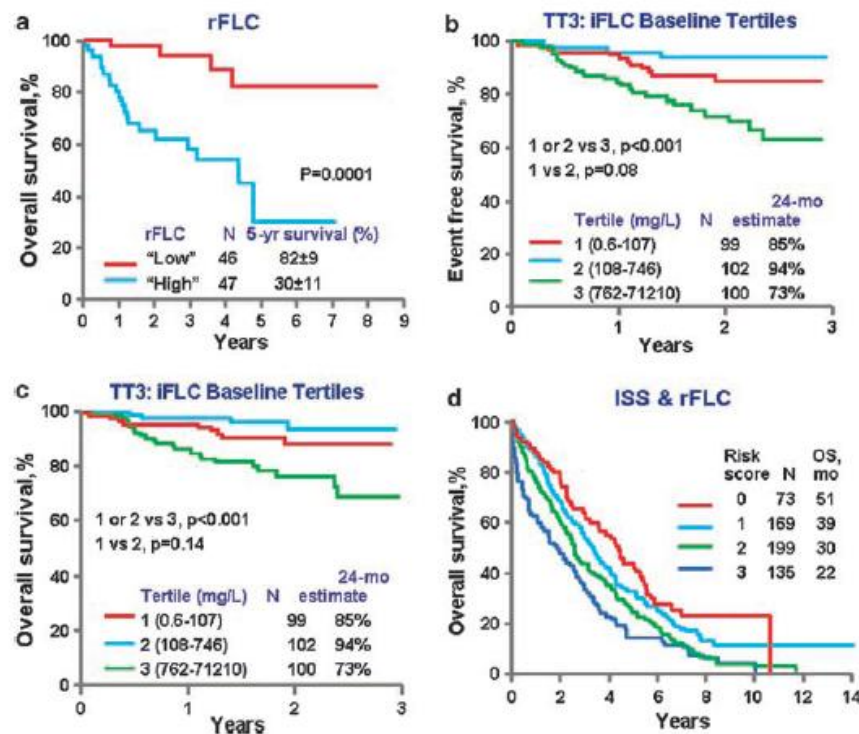 a
rFLC
Overall survival,%
100
80
60
40
20
0
P=0.0001
rFLC N 5-yr survival (%)
"Low" 46 82±9
"High" 47 30±11
0 1 2 3 4 5 6 7 8 9
Years
b
TT3: iFLC Baseline Tertiles
Event free survival, %
100
80
60
40
20
0
1 or 2 vs 3, p<0.001
1 vs 2, p=0.08
24-mo
Tertile (mg/L) N estimate
1 (0.6-107) 99 85%
2 (108-746) 102 94%
3 (762-71210) 100 73%
0 1 2 3
Years
c
TT3: iFLC Baseline Tertiles
Overall survival,%
100
80
60
40
20
0
1 or 2 vs 3, p<0.001
1 vs 2, p=0.14
24-mo
Tertile (mg/L) N estimate
1 (0.6-107) 99 85%
2 (108-746) 102 94%
3 (762-71210) 100 73%
0 1 2 3
Years
d
ISS & rFLC
Overall survival,%
100
80
60
40
20
0
Risk OS,
score N mo
0 73 51
1 169 39
2 199 30
3 135 22
0 2 4 6 8 10 12 14
Years